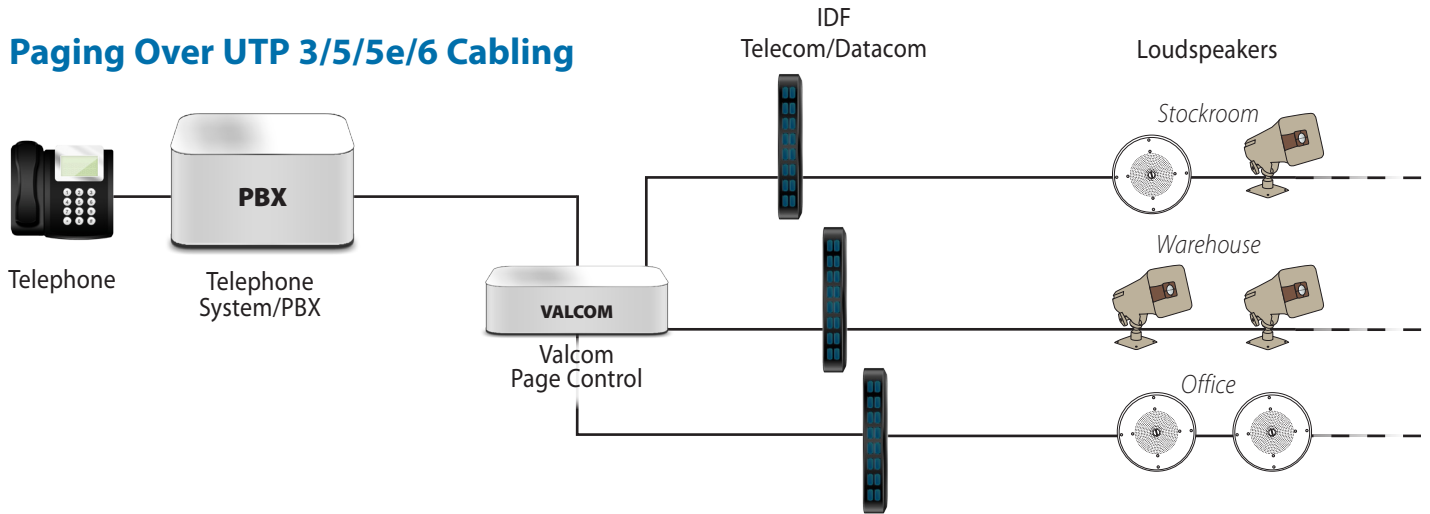 Paging Over UTP 3/5/5e/6 Cabling
IDF
Telecom/Datacom
Loudspeakers
Stockroom
PBX
Telephone
Telephone
System/PBX
Warehouse
VALCOM
Valcom
Page Control
Office